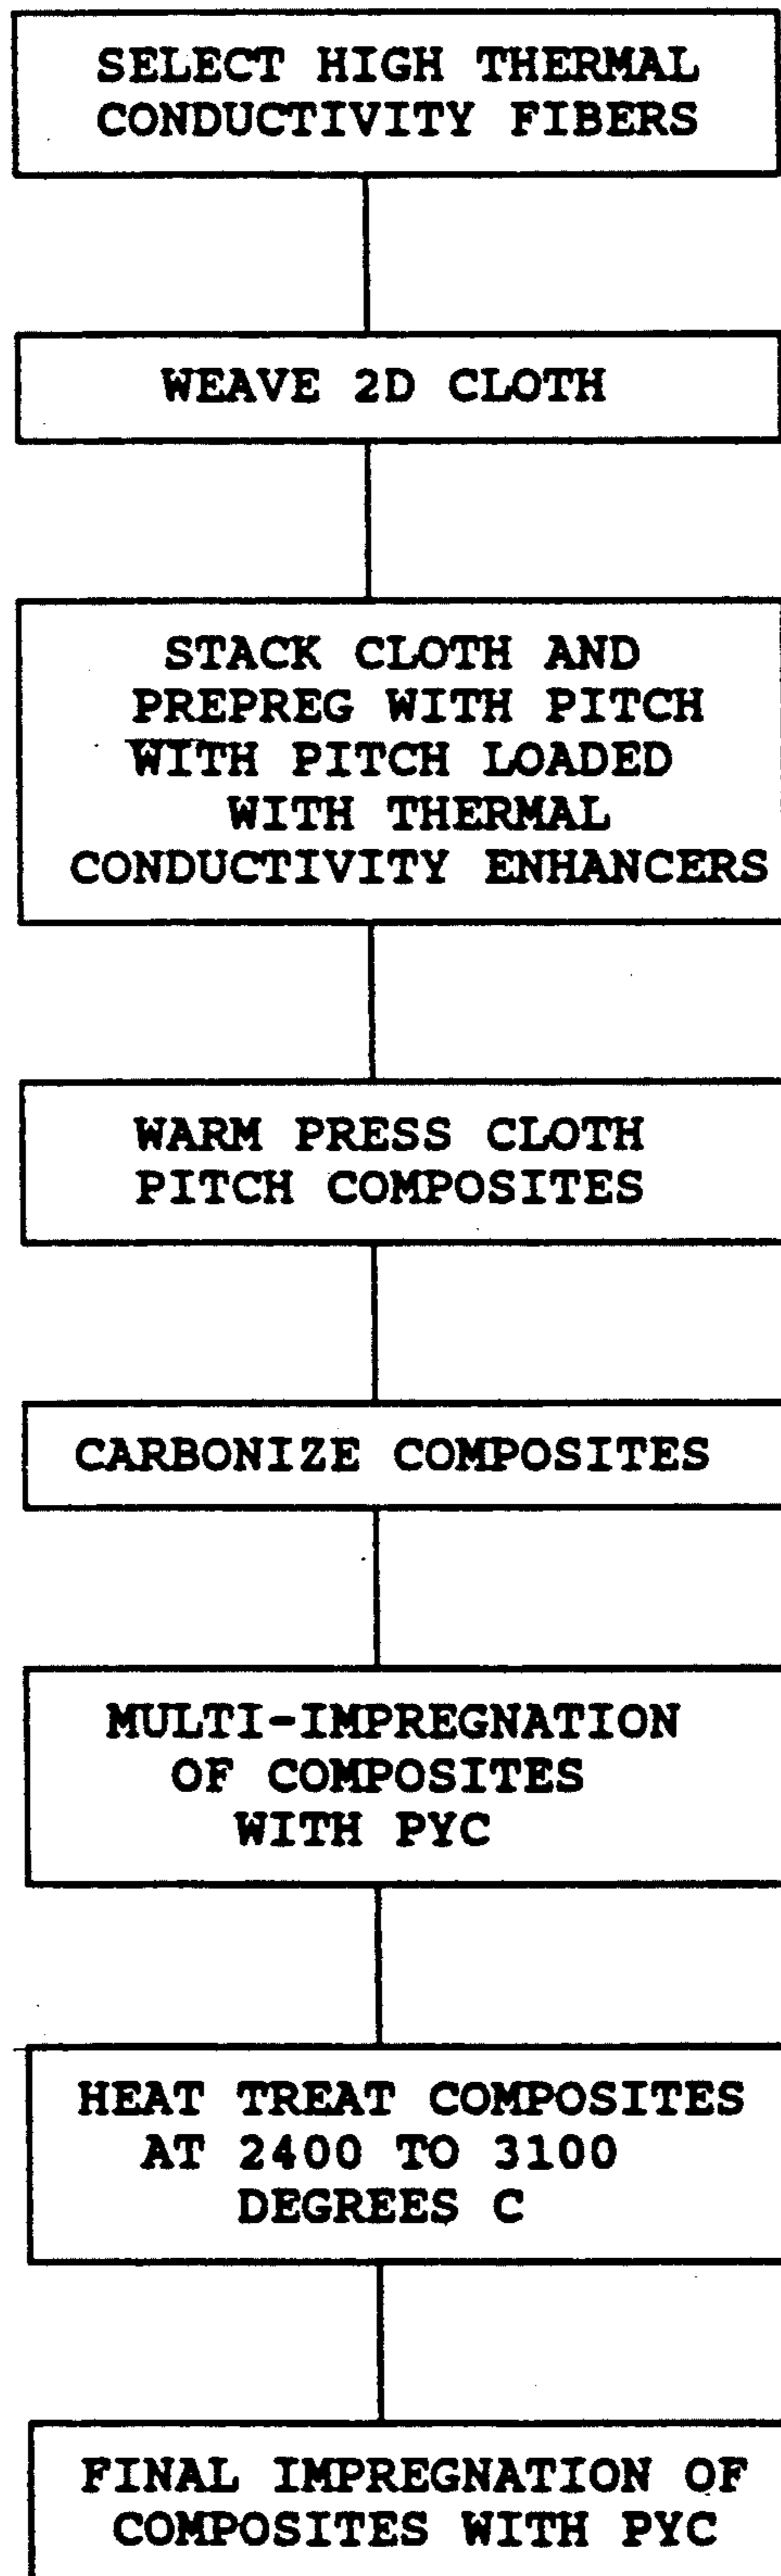 SELECT HIGH THERMAL
CONDUCTIVITY FIBERS
WEAVE 2D CLOTH
STACK CLOTH AND
PREPREG WITH PITCH
WITH PITCH LOADED
WITH THERMAL
CONDUCTIVITY ENHANCERS
WARM PRESS CLOTH
PITCH COMPOSITES
CARBONIZE COMPOSITES
MULTI-IMPREGNATION
OF COMPOSITES
WITH PYC
HEAT TREAT COMPOSITES
AT 2400 TO 3100
DEGREES C
FINAL IMPREGNATION OF
COMPOSITES WITH PYC